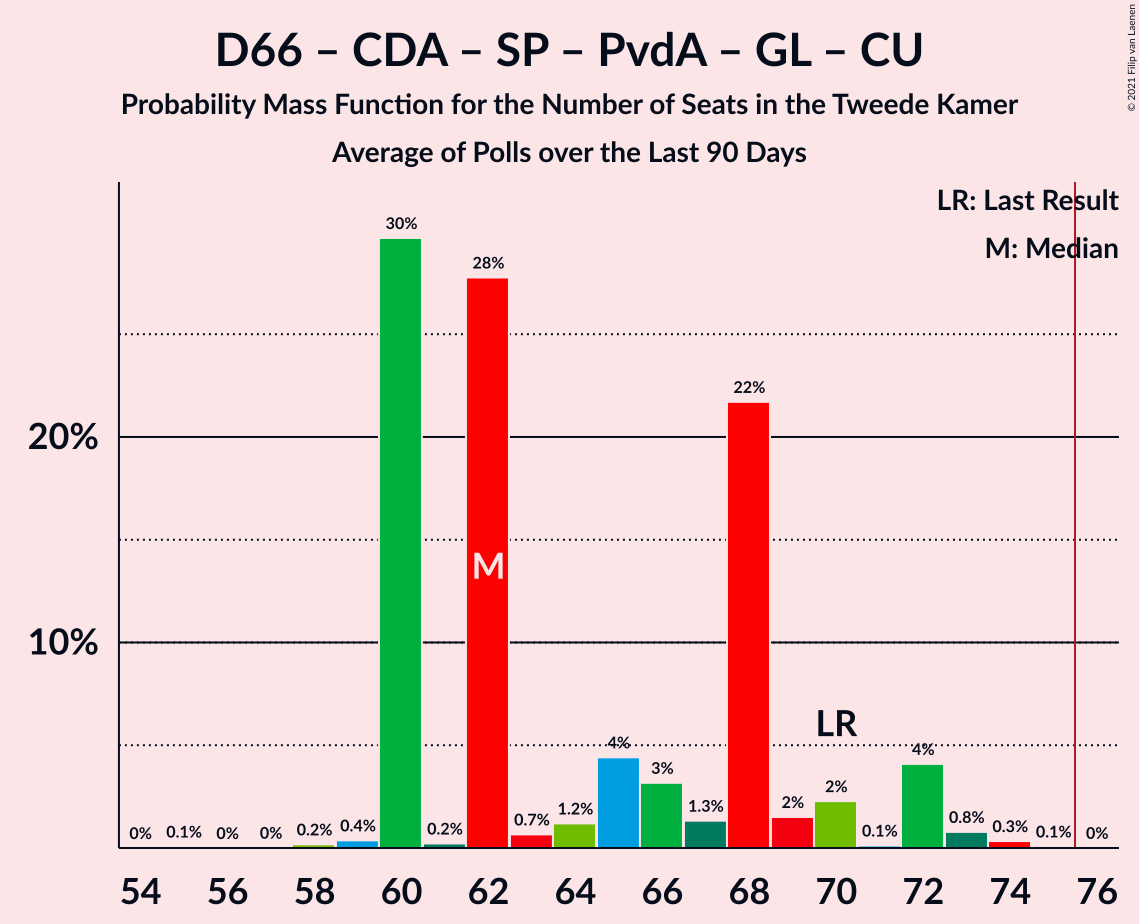 D66 – CDA – SP – PvdA – GL – CU
Probability Mass Function for the Number of Seats in the Tweede Kamer
Average of Polls over the Last 90 Days
© 2021 Filip van Laenen
LR: Last Result
M: Median
20%
10%
0%
0.1%
0%
0%
0.2%
0.4%
30%
0.2%
28%
0.7%
1.2%
4%
3%
1.3%
22%
2%
2%
0.1%
4%
0.8%
0.3%
0.1%
0%
M
LR
54 56 58 60 62 64 66 68 70 72 74 76